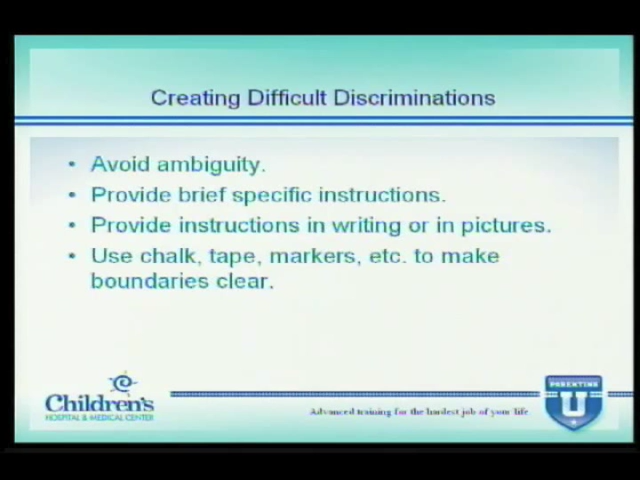 Creating Difficult Discriminations
• Avoid ambiguity.
• Provide brief specific instructions.
• Provide instructions in writing or in pictures.
• Use chalk, tape, markers, etc. to make
boundaries clear.
Children's
HOSPITAL & MEDICAL CENTER
Advanced training for the hardest job of your life
PARENTING
U